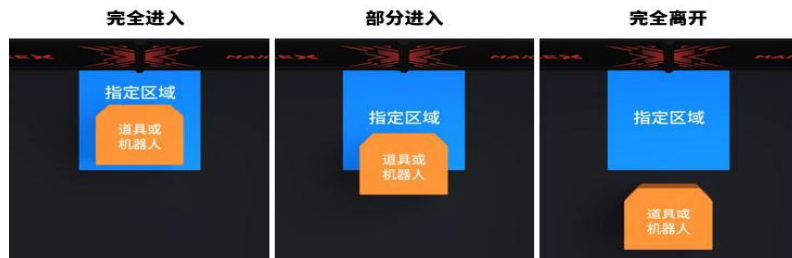 完全进入
部分进入
完全离开
指定区域
道具或
机器人
指定区域
道具或
机器人
指定区域
道具或
机器人